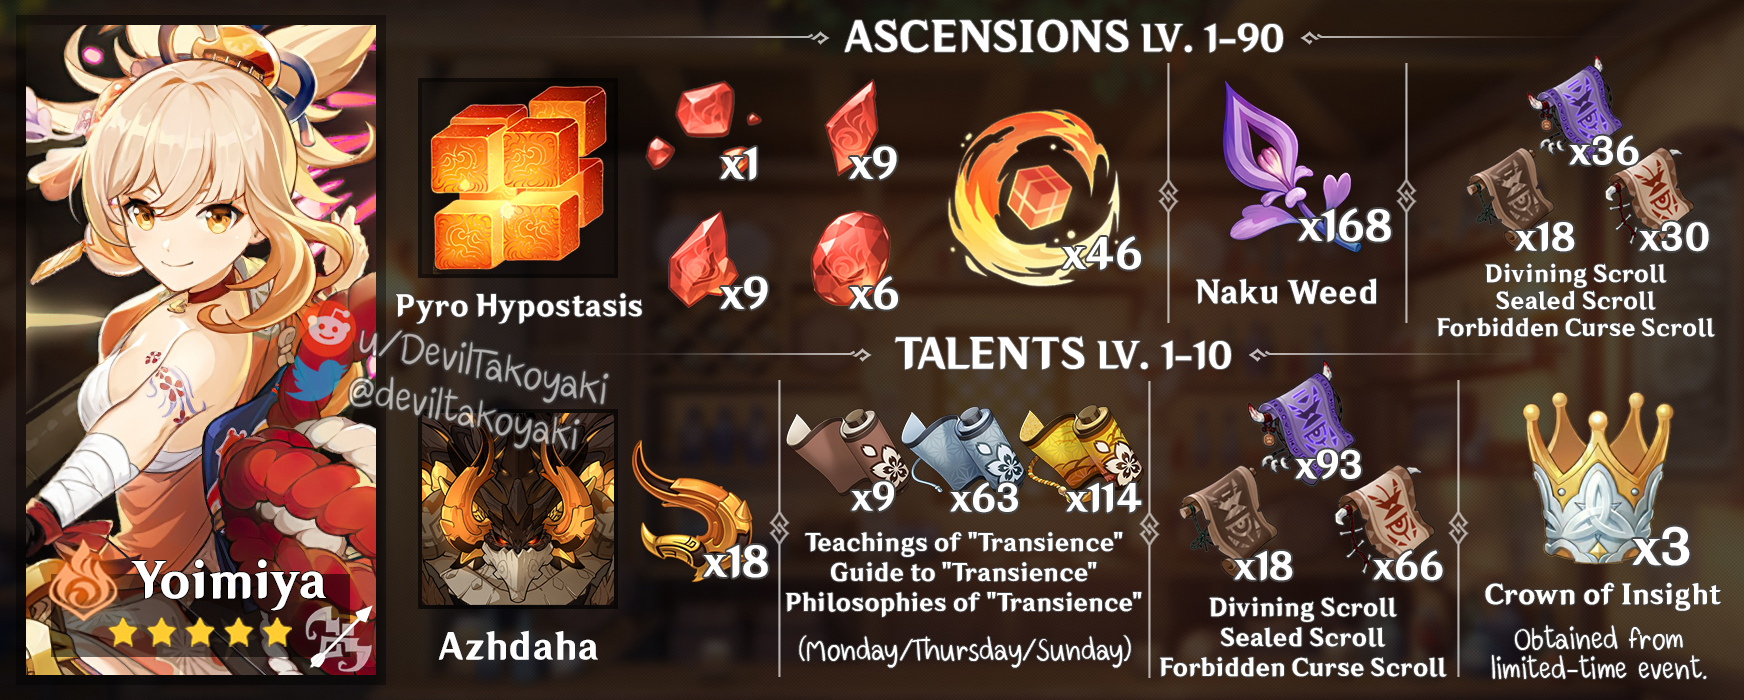 ASCENSIONS LV. 1-90
x1
x9
x9
x6
x46
x168
x36
x18
x30
Pyro Hypostasis
Naku Weed
Divining Scroll
Sealed Scroll
Forbidden Curse Scroll
u/DevilTakoyaki
@deviltakoyaki
TALENTS LV. 1-10
x18
x9
x63
x114
x93
x18
x66
x3
Azhdaha
Teachings of "Transience"
Guide to "Transience"
Philosophies of "Transience"
(Monday/Thursday/Sunday)
Divining Scroll
Sealed Scroll
Forbidden Curse Scroll
Crown of Insight
Obtained from
limited-time event.
Yoimiya